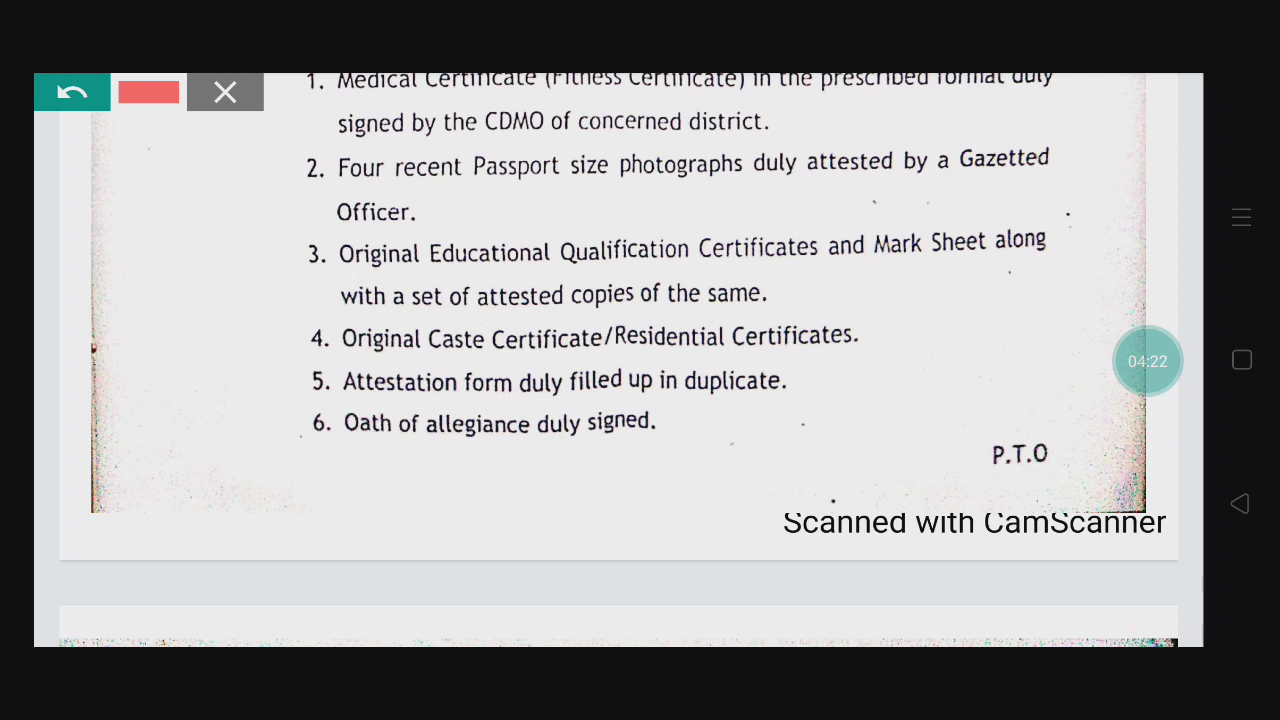 1. Medical Certificate (Fitness Certificate) in the prescribed format duly
signed by the CDMO of concerned district.
2. Four recent Passport size photographs duly attested by a Gazetted
Officer.
3. Original Educational Qualification Certificates and Mark Sheet along
with a set of attested copies of the same.
4. Original Caste Certificate/Residential Certificates.
04:22
5. Attestation form duly filled up in duplicate.
6. Oath of allegiance duly signed.
P.T.O
Scanned with CamScanner